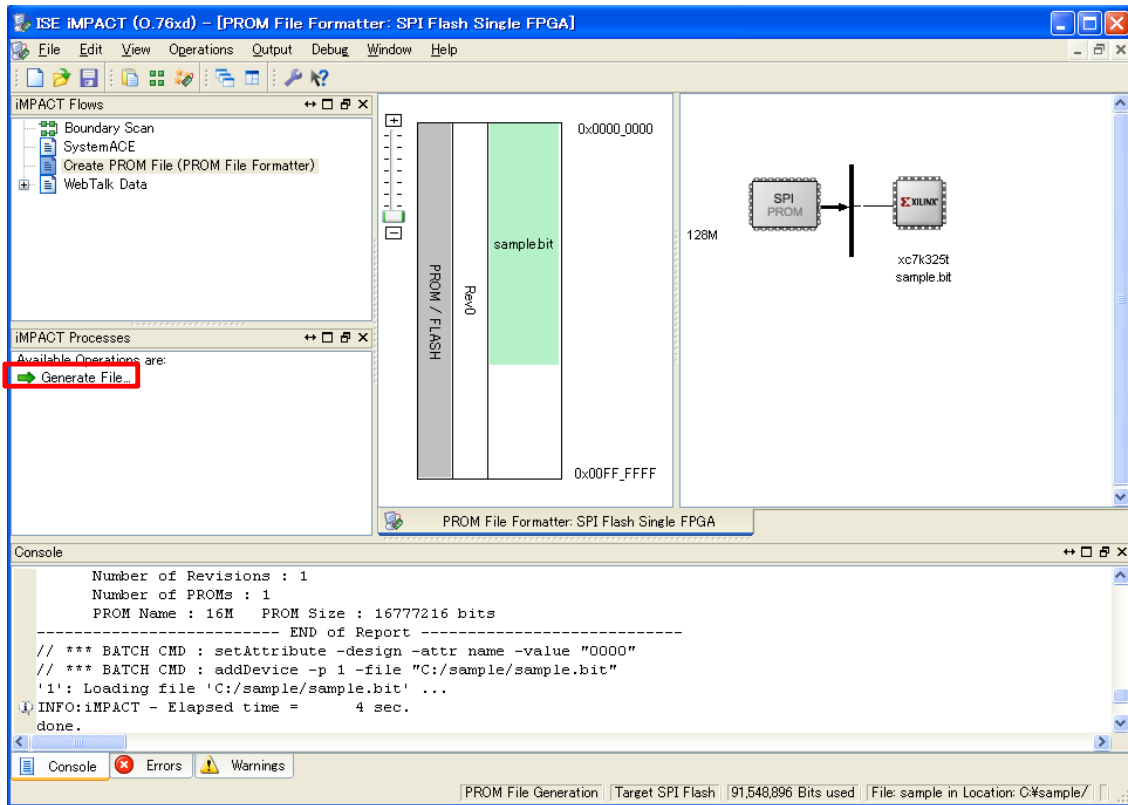 ISE iMPACT (O.76xd) - [PROM File Formatter: SPI Flash Single FPGA]
File Edit View Operations Output Debug Window Help
iMPACT Flows
Boundary Scan
SystemACE
Create PROM File (PROM File Formatter)
WebTalk Data
iMPACT Processes
Available Operations are:
Generate File...
PROM / FLASH
Rev0
sample.bit
0x0000_0000
0x00FF_FFFF
128M
SPI
PROM
XILINX
xc7k325t
sample.bit
PROM File Formatter: SPI Flash Single FPGA
Console
Number of Revisions : 1
Number of PROMs : 1
PROM Name : 16M PROM Size : 16777216 bits
--------------------------- END of Report ----------------------------
// *** BATCH CMD : setAttribute -design -attr name -value "0000"
// *** BATCH CMD : addDevice -p 1 -file "C:/sample/sample.bit"
'1': Loading file 'C:/sample/sample.bit' ...
INFO:iMPACT - Elapsed time = 4 sec.
done.
Console Errors Warnings
PROM File Generation Target SPI Flash 91,548,896 Bits used File: sample in Location: C:¥sample/